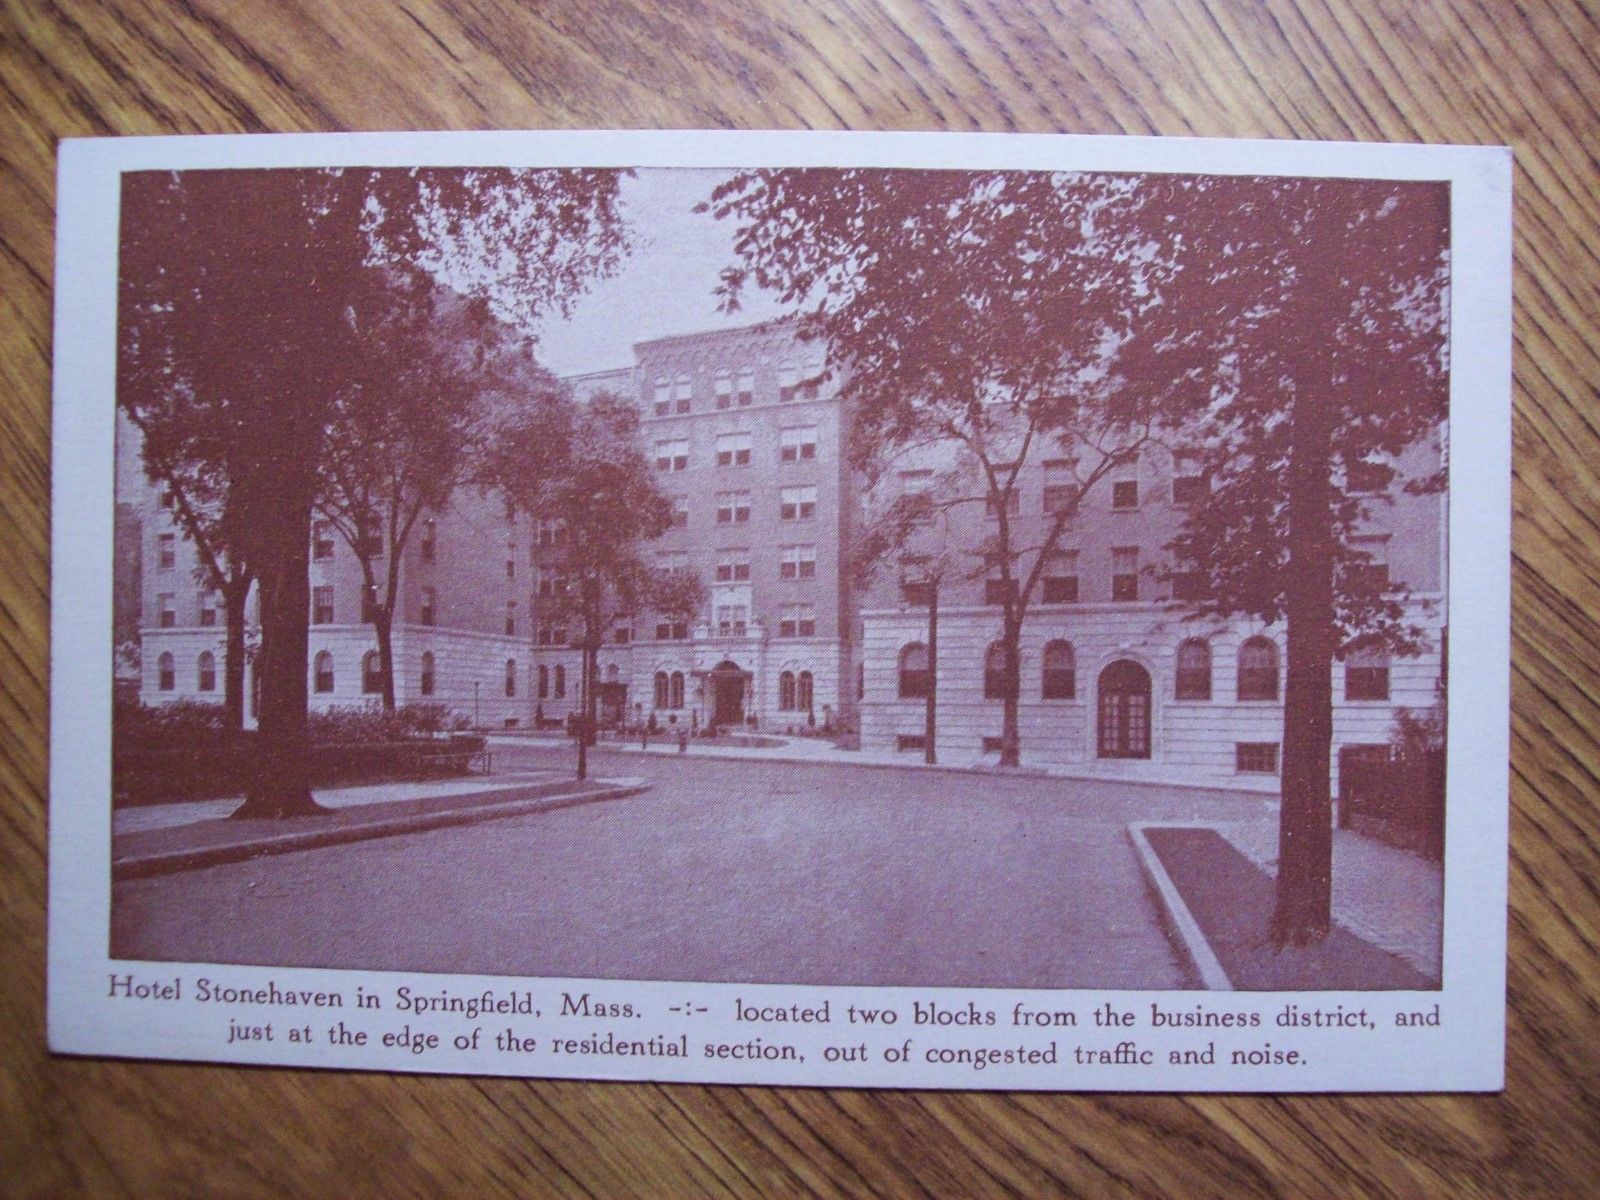 Hotel Stonehaven in Springfield, Mass. -:- located two blocks from the business district, and
just at the edge of the residential section, out of congested traffic and noise.